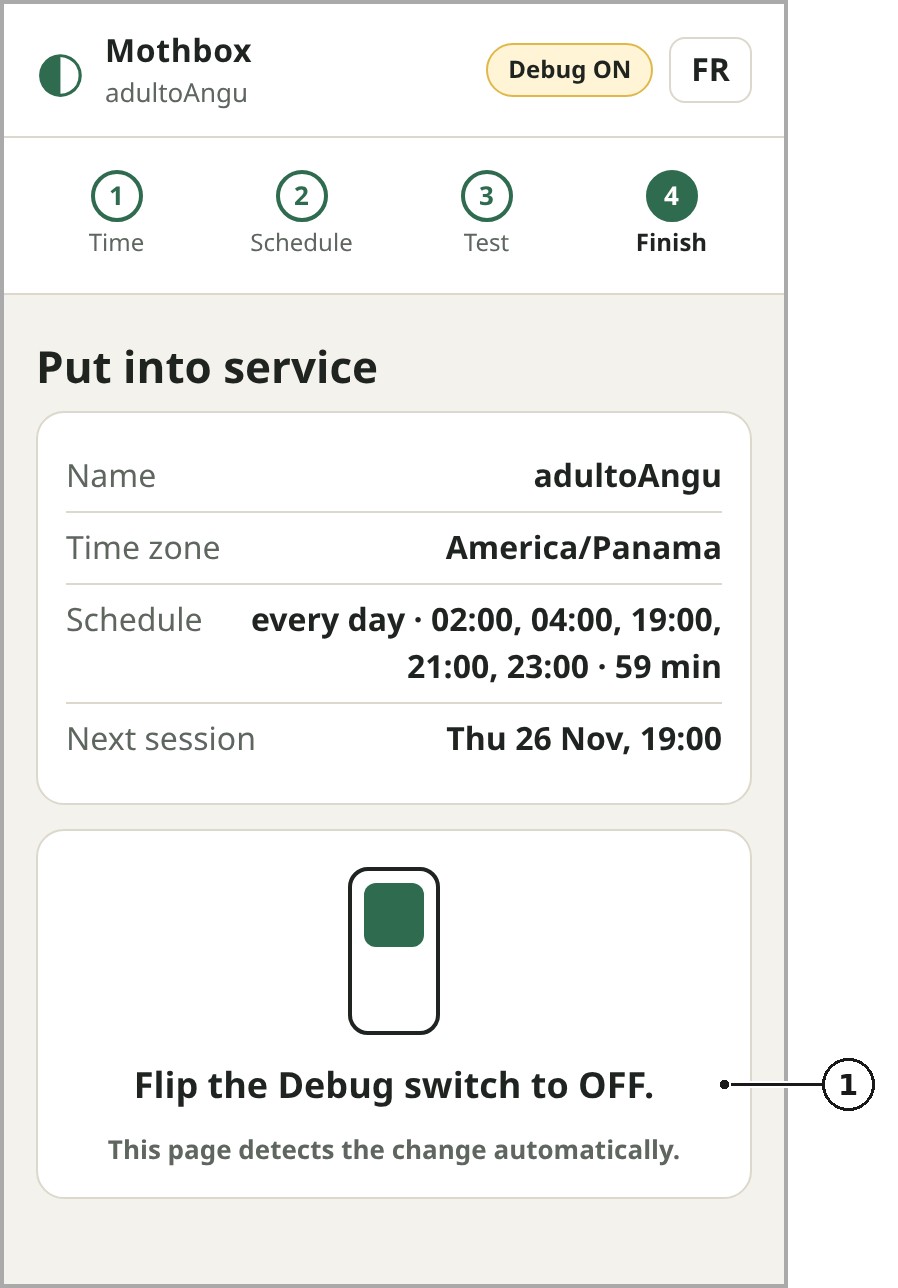 Mothbox
adultoAngu
Debug ON
FR
1
2
3
4
Time
Schedule
Test
Finish
Put into service
Name adultoAngu
Time zone America/Panama
Schedule every day · 02:00, 04:00, 19:00,
21:00, 23:00 · 59 min
Next session Thu 26 Nov, 19:00
Flip the Debug switch to OFF.
1
This page detects the change automatically.